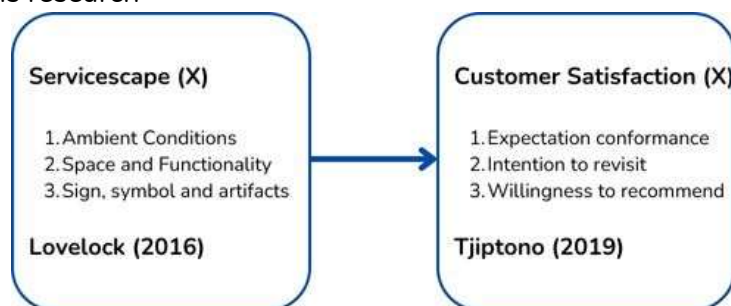 research
Servicescape (X)
1. Ambient Conditions
2. Space and Functionality
3. Sign, symbol and artifacts
Lovelock (2016)
Customer Satisfaction (X)
1. Expectation conformance
2. Intention to revisit
3. Willingness to recommend
Tjiptono (2019)